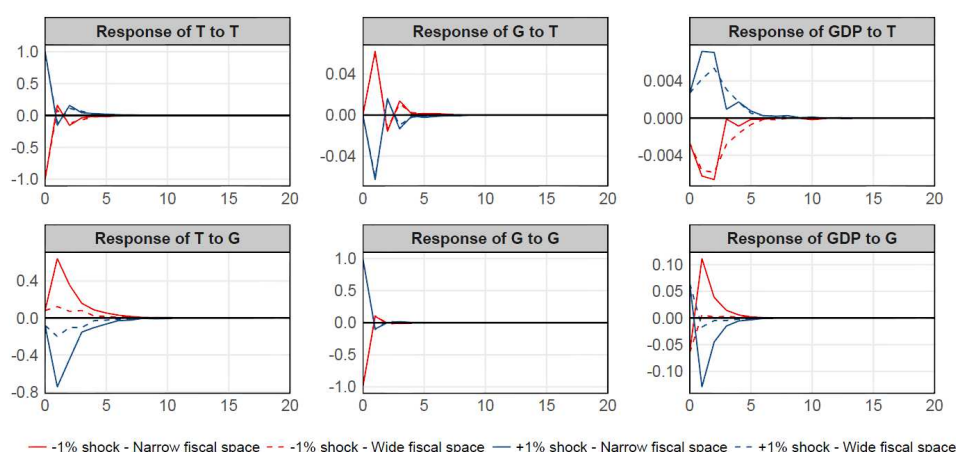 Response of T to T
Response of G to T
Response of GDP to T
1.0
0.5
0.0
-0.5
-1.0
0 5 10 15 20
0.04
0.00
-0.04
0 5 10 15 20
0.004
0.000
-0.004
0 5 10 15 20
Response of T to G
Response of G to G
Response of GDP to G
0.4
0.0
-0.4
-0.8
0 5 10 15 20
1.0
0.5
0.0
-0.5
-1.0
0 5 10 15 20
0.10
0.05
0.00
-0.05
-0.10
0 5 10 15 20
-1% shock - Narrow fiscal space -1% shock - Wide fiscal space +1% shock - Narrow fiscal space +1% shock - Wide fiscal space